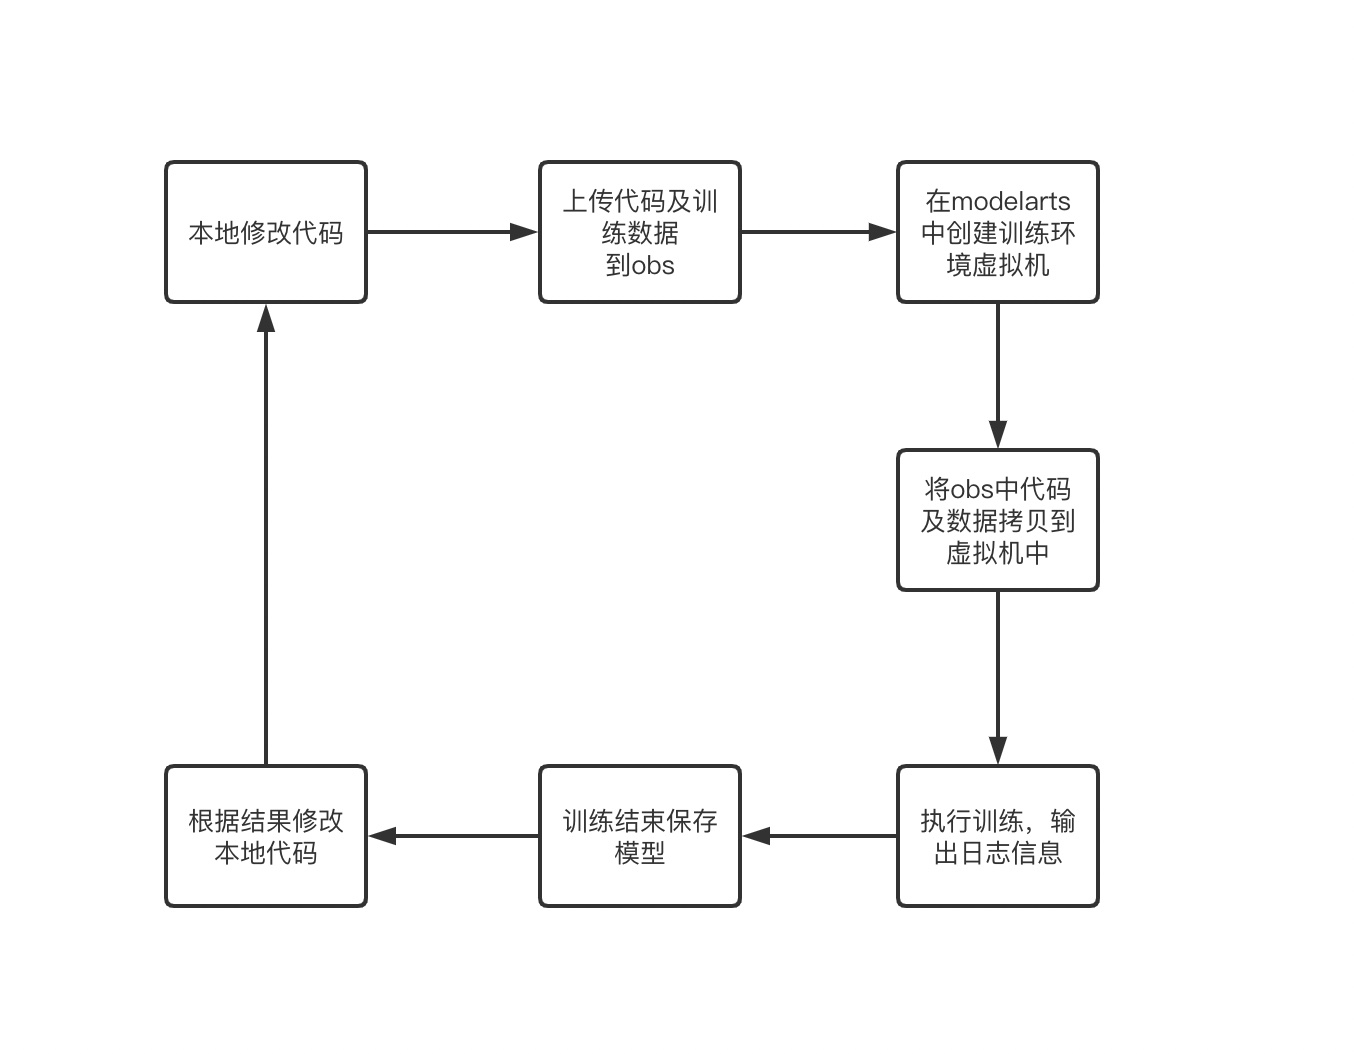 本地修改代码
上传代码及训
练数据
到obs
在modelarts
中创建训练环
境虚拟机
将obs中代码
及数据拷贝到
虚拟机中
执行训练，输
出日志信息
训练结束保存
模型
根据结果修改
本地代码